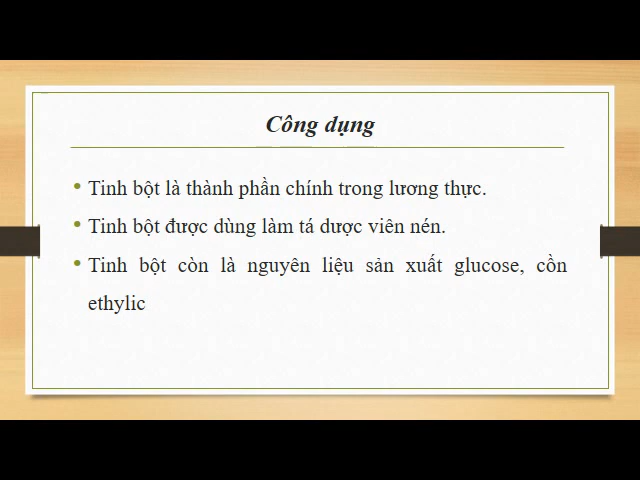 Công dụng
• Tinh bột là thành phần chính trong lương thực.
• Tinh bột được dùng làm tá dược viên nén.
• Tinh bột còn là nguyên liệu sản xuất glucose, cồn
ethylic